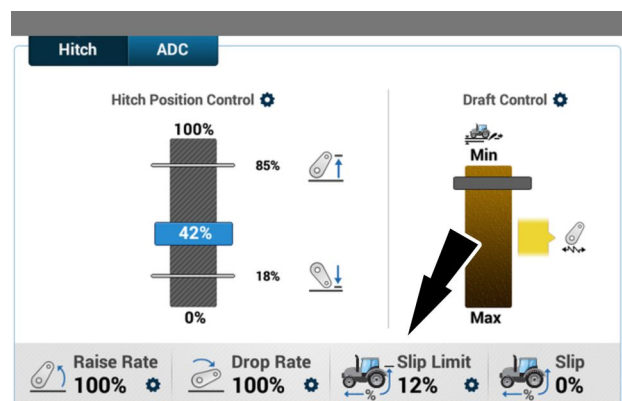 Hitch ADC
Hitch Position Control
Draft Control
100%
Min
85%
42%
18%
0%
Max
Raise Rate
100%
Drop Rate
100%
Slip Limit
12%
%
Slip
0%
%